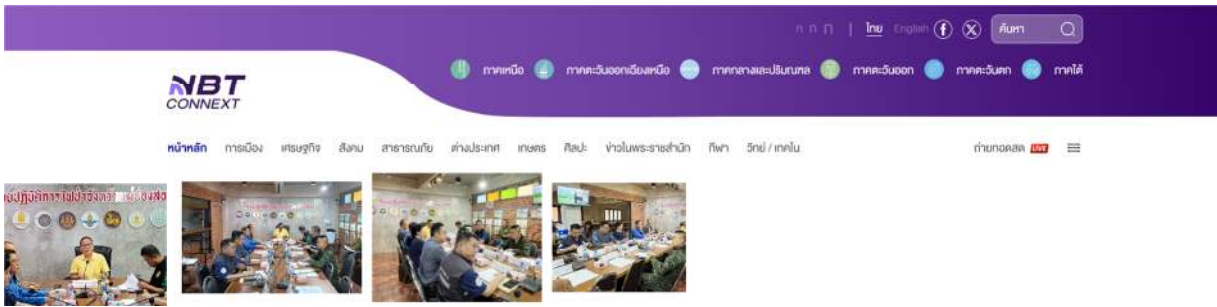 ก ก ก | ไทย English ค้นหา
ภาคเหนือ ภาคตะวันออกเฉียงเหนือ ภาคกลางและปริมณฑล ภาคตะวันออก ภาคตะวันตก ภาคใต้
NBT
CONNEXT
หน้าหลัก การเมือง เศรษฐกิจ สังคม สาธารณภัย ต่างประเทศ เกษตร ศิลปะ ข่าวในพระราชสำนัก กีฬา วิทย์ / เทคโน ถ่ายทอดสด LIVE